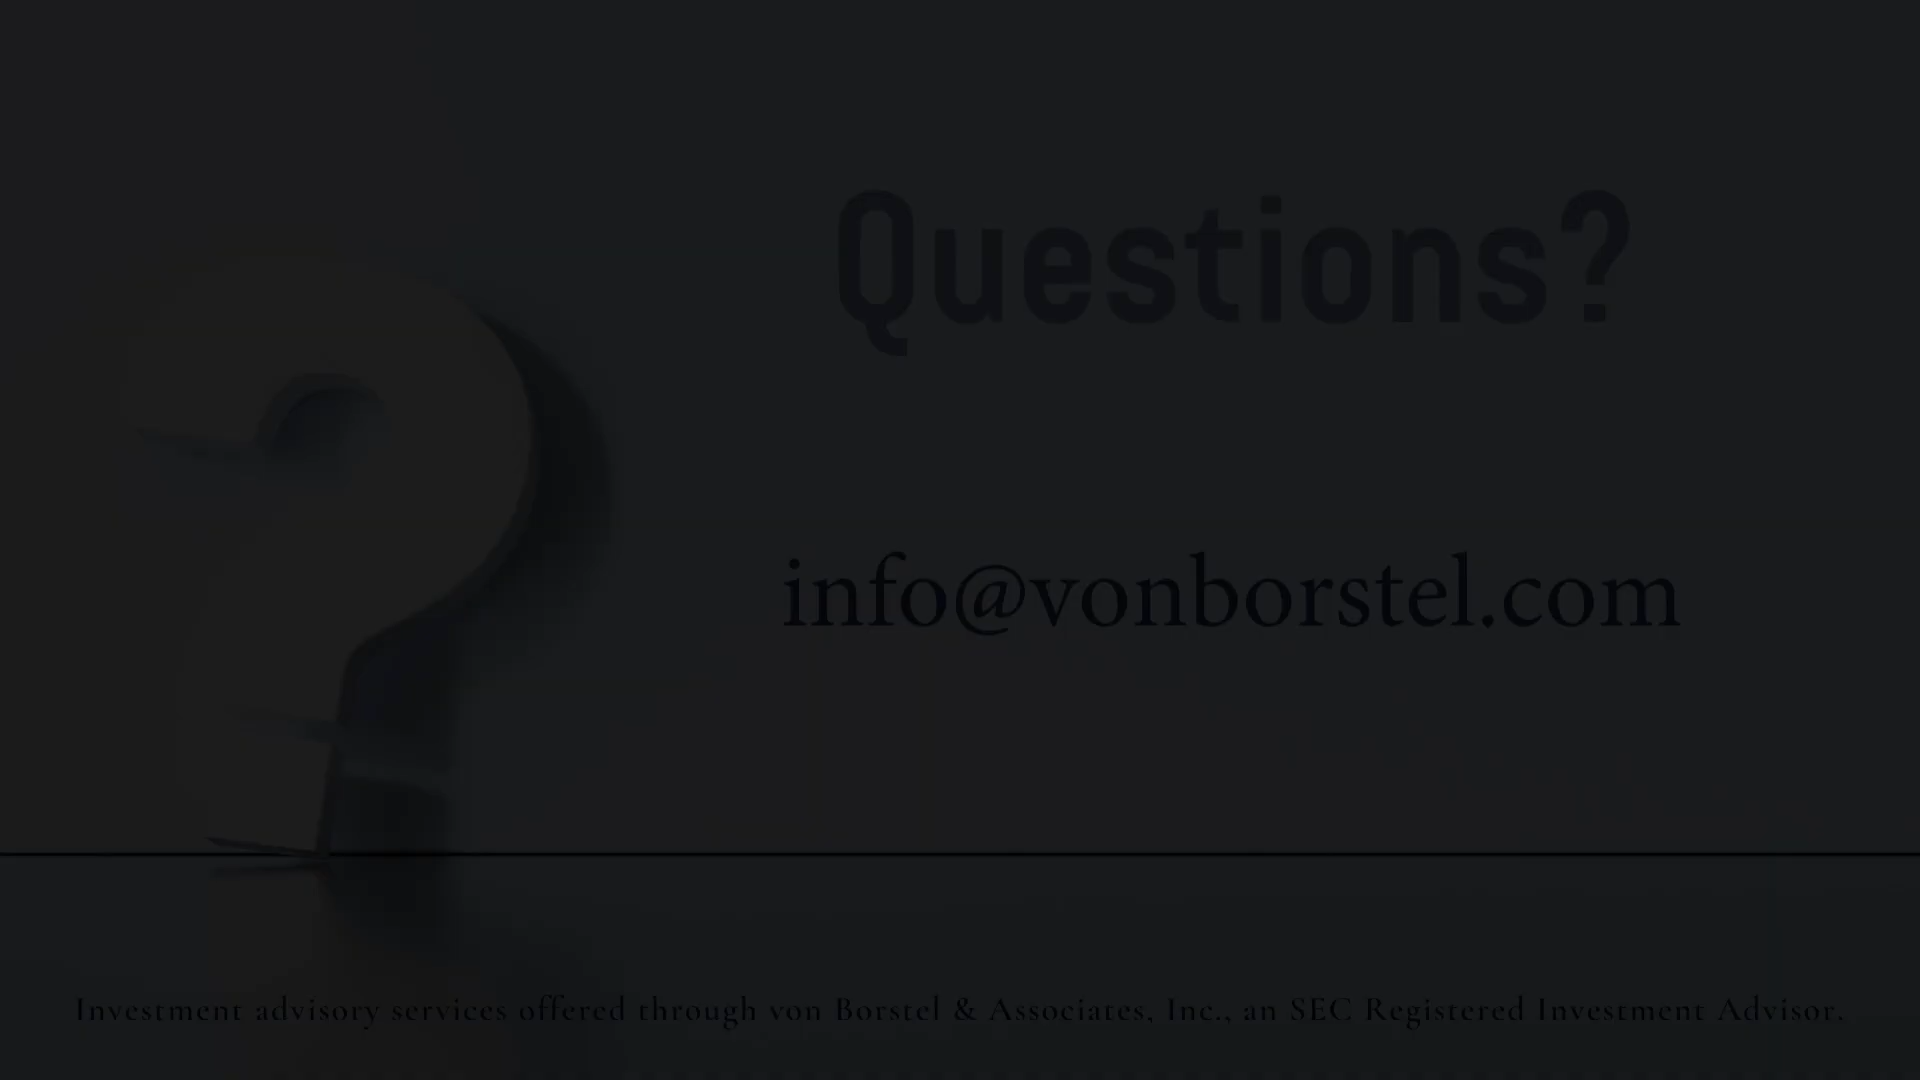 Questions?
info@vonborstel.com
Investment advisory services offered through von Borstel & Associates, Inc., an SEC Registered Investment Advisor.